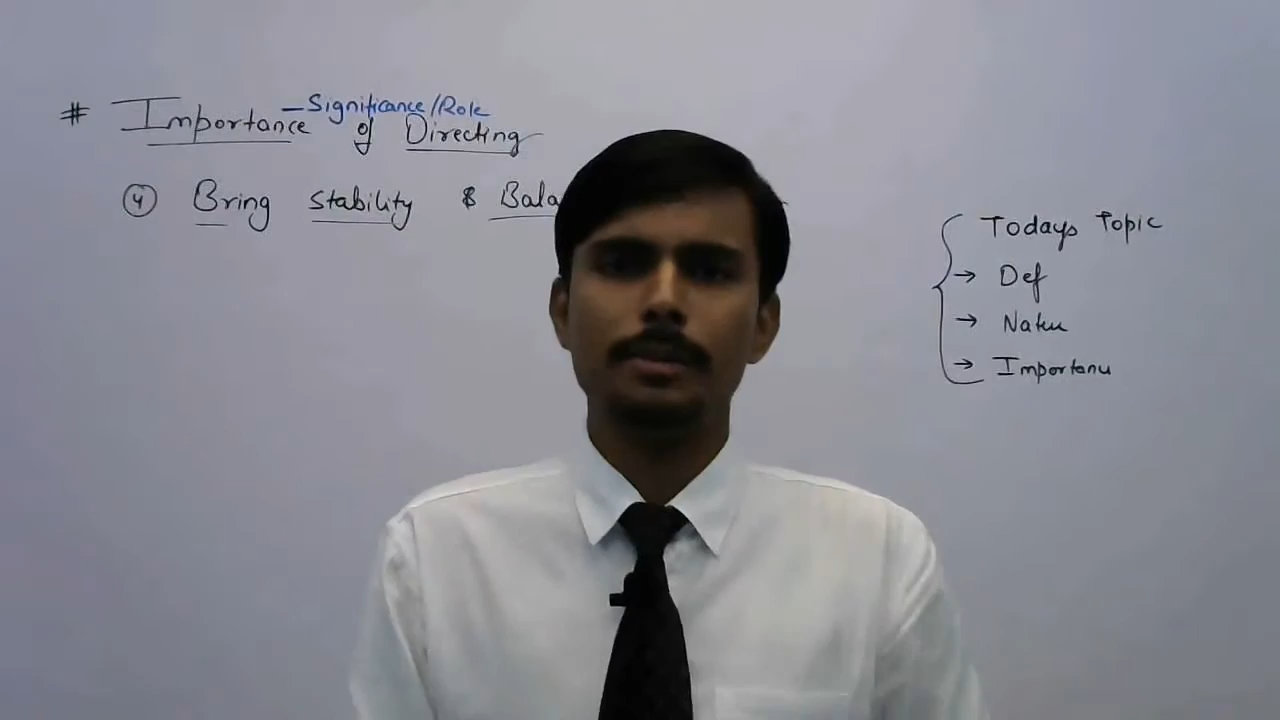 # Importance of Directing
– Significance/Role
④ Bring Stability & Bala
Todays Topic
→ Def
→ Natu
→ Importanu